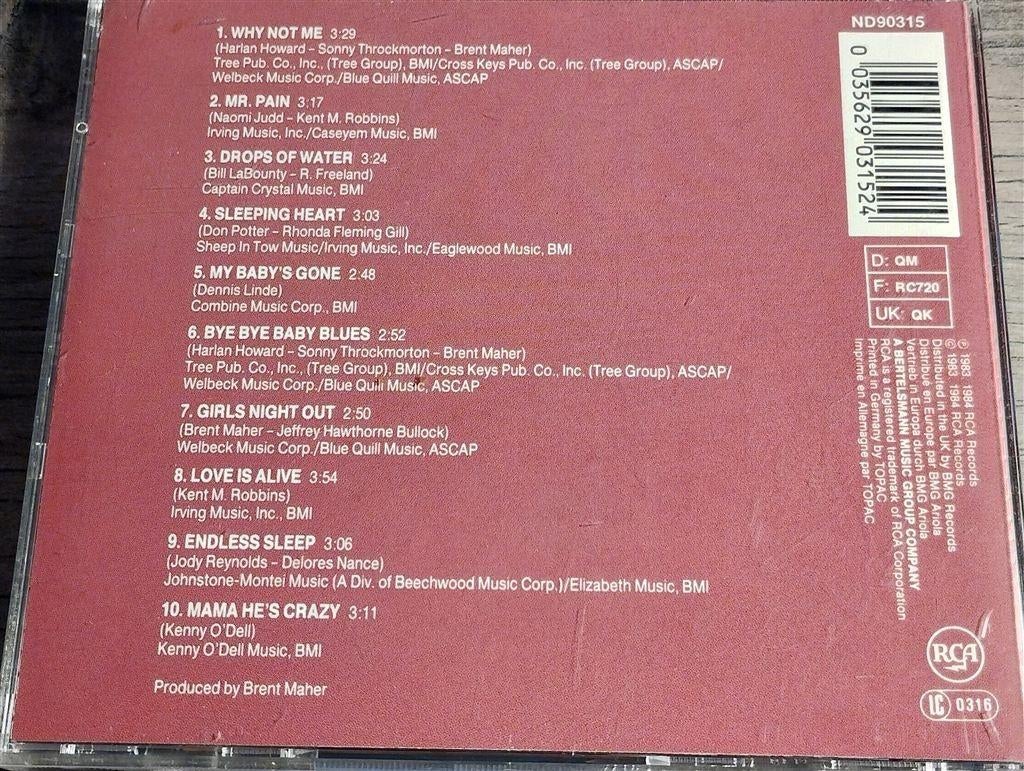 1. WHY NOT ME 3:29
(Harlan Howard – Sonny Throckmorton – Brent Maher)
Tree Pub. Co., Inc., (Tree Group), BMI/Cross Keys Pub. Co., Inc. (Tree Group), ASCAP/
Welbeck Music Corp./Blue Quill Music, ASCAP
2. MR. PAIN 3:17
(Naomi Judd – Kent M. Robbins)
Irving Music, Inc./Caseyem Music, BMI
3. DROPS OF WATER 3:24
(Bill LaBounty – R. Freeland)
Captain Crystal Music, BMI
4. SLEEPING HEART 3:03
(Don Potter – Rhonda Fleming Gill)
Sheep In Tow Music/Irving Music, Inc./Eaglewood Music, BMI
5. MY BABY'S GONE 2:48
(Dennis Linde)
Combine Music Corp., BMI
6. BYE BYE BABY BLUES 2:52
(Harlan Howard – Sonny Throckmorton – Brent Maher)
Tree Pub. Co., Inc., (Tree Group), BMI/Cross Keys Pub. Co., Inc. (Tree Group), ASCAP/
Welbeck Music Corp./Blue Quill Music, ASCAP
7. GIRLS NIGHT OUT 2:50
(Brent Maher – Jeffrey Hawthorne Bullock)
Welbeck Music Corp./Blue Quill Music, ASCAP
8. LOVE IS ALIVE 3:54
(Kent M. Robbins)
Irving Music, Inc., BMI
9. ENDLESS SLEEP 3:06
(Jody Reynolds – Delores Nance)
Johnstone-Montei Music (A Div. of Beechwood Music Corp.)/Elizabeth Music, BMI
10. MAMA HE'S CRAZY 3:11
(Kenny O'Dell)
Kenny O'Dell Music, BMI
Produced by Brent Maher
ND90315
0 035629 031524
D: QM
F: RC720
UK: QK
℗ 1983, 1984 RCA Records
© 1983, 1984 RCA Records
Distributed in the UK by BMG Records
Distribué en Europe par BMG Ariola
Vertrieb in Europa durch BMG Ariola
A BERTELSMANN MUSIC GROUP COMPANY
RCA is a registered trademark of RCA Corporation
Printed in Germany by TOPAC
Imprimé en Allemagne par TOPAC
RCA
LC 0316